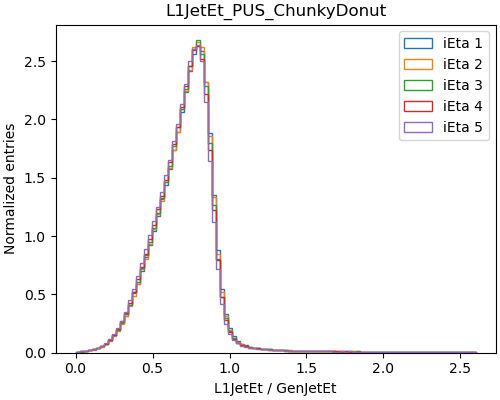 L1JetEt_PUS_ChunkyDonut
Normalized entries
2.5
2.0
1.5
1.0
0.5
0.0
iEta 1
iEta 2
iEta 3
iEta 4
iEta 5
0.0 0.5 1.0 1.5 2.0 2.5
L1JetEt / GenJetEt